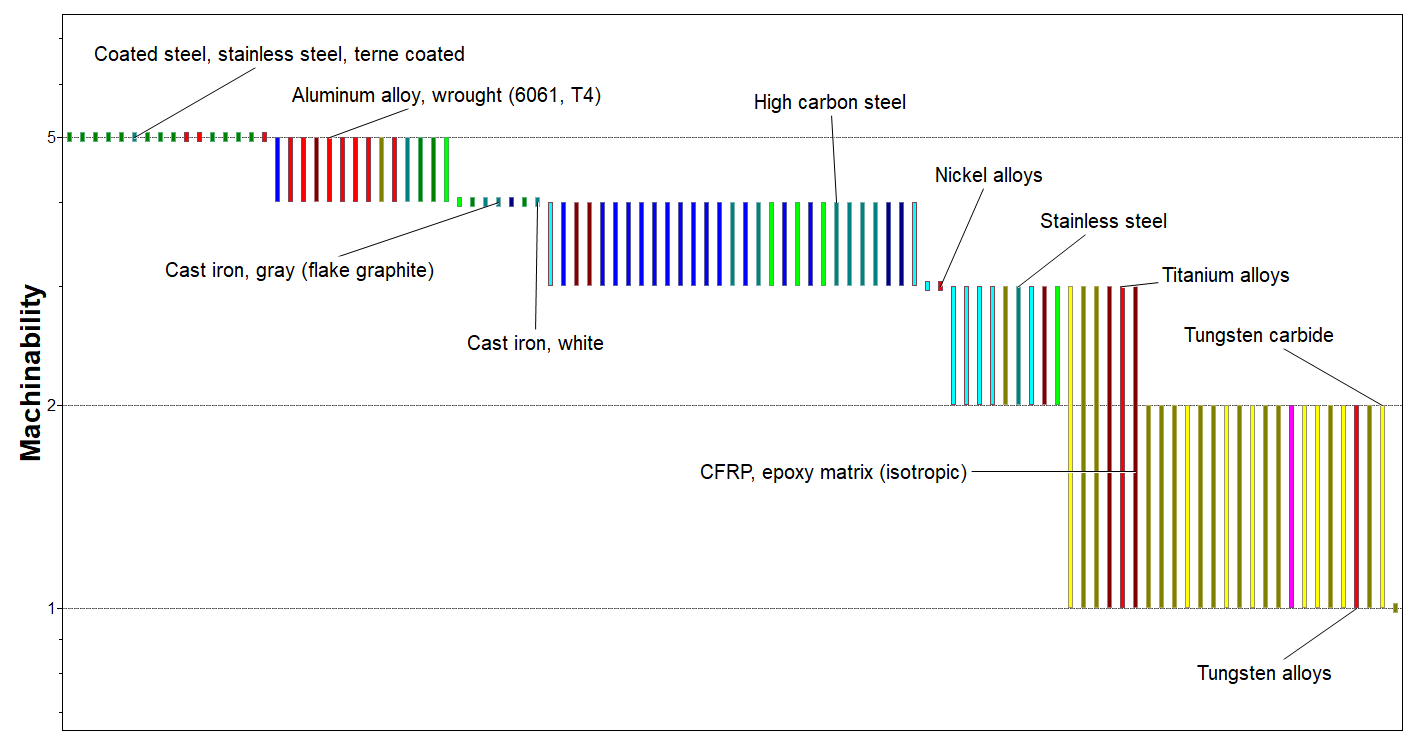 Coated steel, stainless steel, terne coated
Aluminum alloy, wrought (6061, T4)
High carbon steel
5
Nickel alloys
Stainless steel
Cast iron, gray (flake graphite)
Titanium alloys
Tungsten carbide
Cast iron, white
Machinability
2
CFRP, epoxy matrix (isotropic)
1
Tungsten alloys